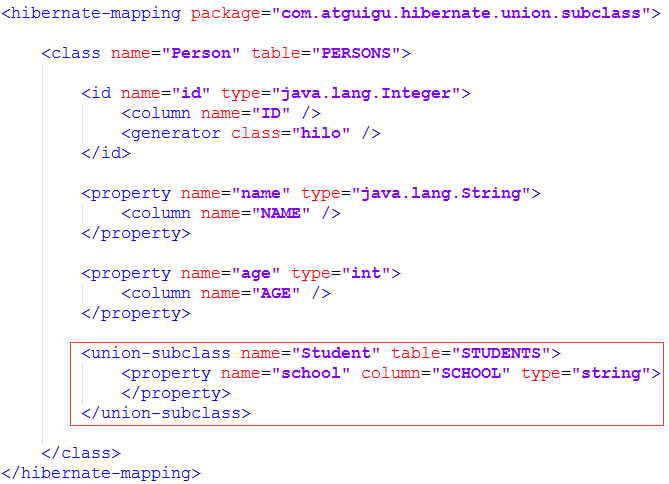 <hibernate-mapping package="com.atguigu.hibernate.union.subclass">
<class name="Person" table="PERSONS">
<id name="id" type="java.lang.Integer">
<column name="ID" />
<generator class="hilo" />
</id>
<property name="name" type="java.lang.String">
<column name="NAME" />
</property>
<property name="age" type="int">
<column name="AGE" />
</property>
<union-subclass name="Student" table="STUDENTS">
<property name="school" column="SCHOOL" type="string">
</property>
</union-subclass>
</class>
</hibernate-mapping>